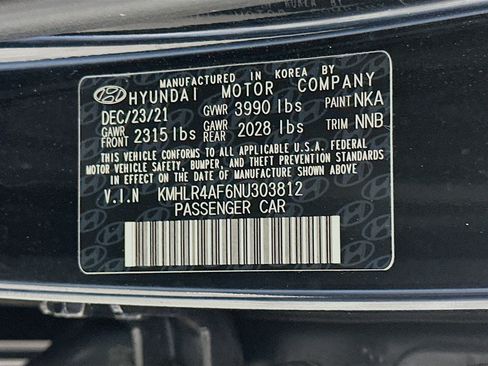 MANUFACTURED IN KOREA BY
HYUNDAI MOTOR COMPANY
DEC/23/21 GVWR 3990 lbs PAINT NKA
GAWR FRONT 2315 lbs GAWR REAR 2028 lbs TRIM NNB
THIS VEHICLE CONFORMS TO ALL APPLICABLE U.S.A. FEDERAL
MOTOR VEHICLE SAFETY, BUMPER, AND THEFT PREVENTION STANDARDS
IN EFFECT ON THE DATE OF MANUFACTURE SHOWN ABOVE.
V.I.N KMHLR4AF6NU303812
PASSENGER CAR